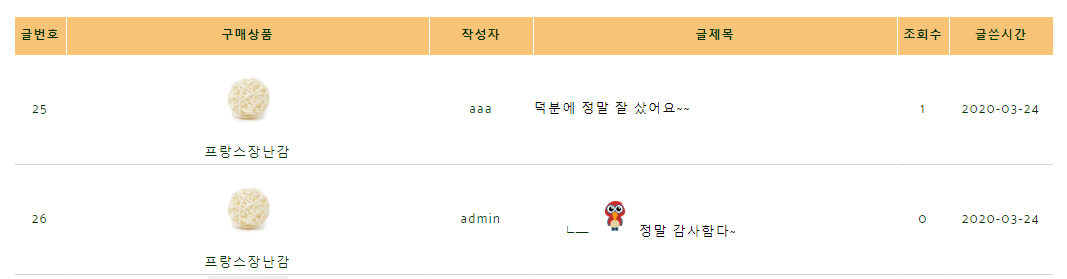 글번호 구매상품 작성자 글제목 조회수 글쓴시간
25 aaa 덕분에 정말 잘 샀어요~~ 1 2020-03-24
프랑스장난감
26 admin 0 2020-03-24
ㄴ— 정말 감사함다~
프랑스장난감